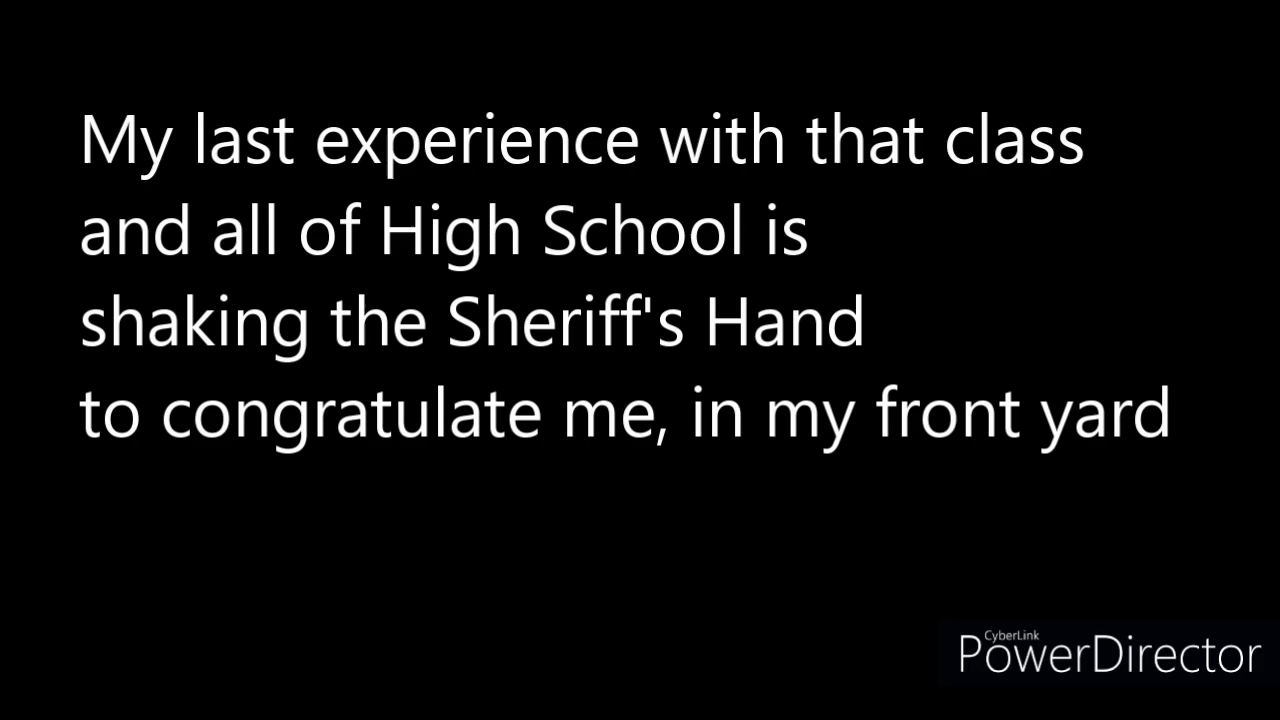 My last experience with that class
and all of High School is
shaking the Sheriff's Hand
to congratulate me, in my front yard
CyberLink
PowerDirector